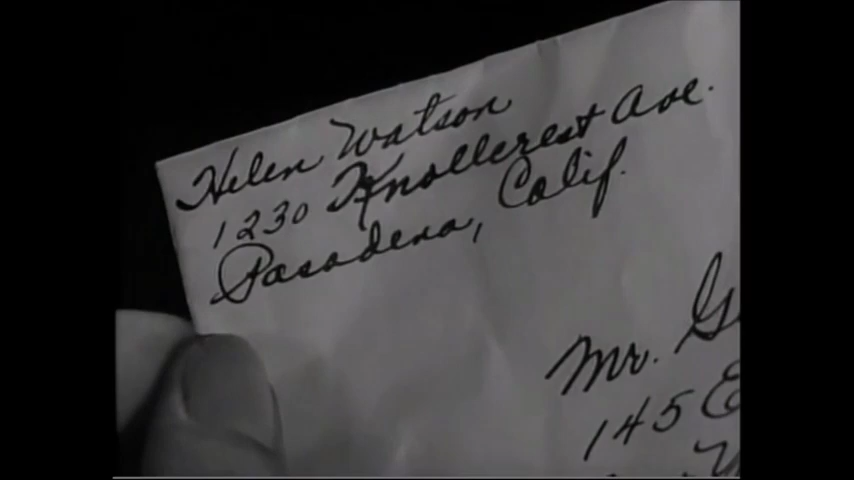 Helen Watson
1230 Knollcrest Ave.
Pasadena, Calif.
Mr.
145